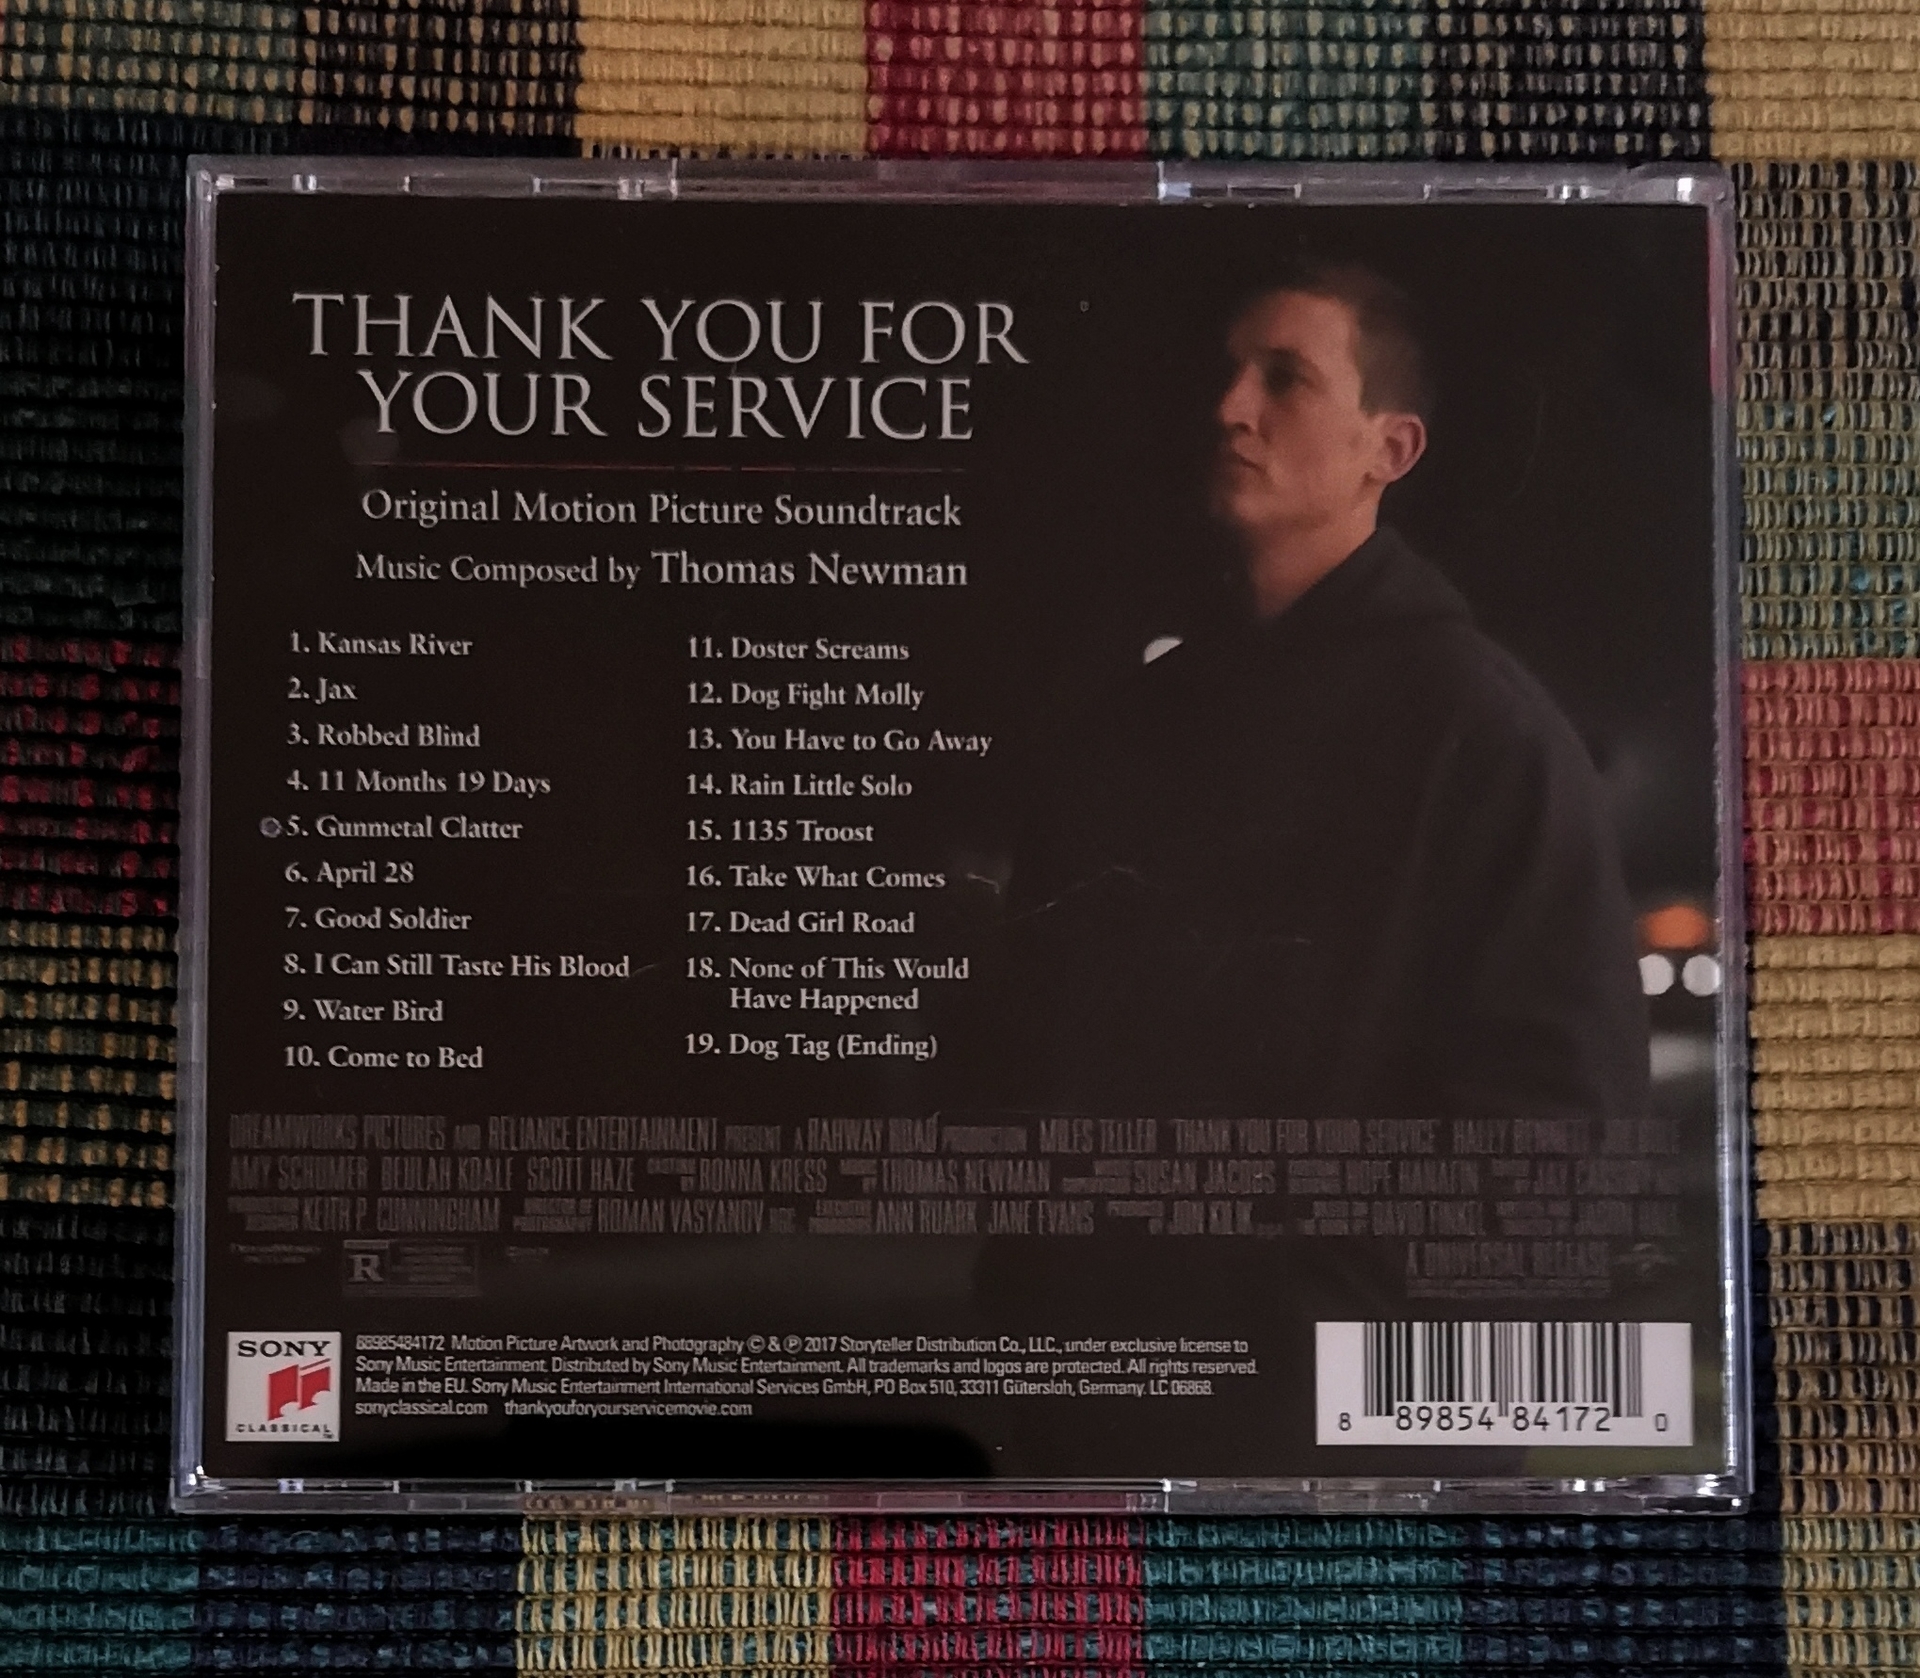 THANK YOU FOR
YOUR SERVICE
Original Motion Picture Soundtrack
Music Composed by Thomas Newman
1. Kansas River
2. Jax
3. Robbed Blind
4. 11 Months 19 Days
5. Gunmetal Clatter
6. April 28
7. Good Soldier
8. I Can Still Taste His Blood
9. Water Bird
10. Come to Bed
11. Doster Screams
12. Dog Fight Molly
13. You Have to Go Away
14. Rain Little Solo
15. 1135 Troost
16. Take What Comes
17. Dead Girl Road
18. None of This Would
Have Happened
19. Dog Tag (Ending)
DREAMWORKS PICTURES AND RELIANCE ENTERTAINMENT PRESENT A RAHWAY ROAD PRODUCTION MILES TELLER THANK YOU FOR YOUR SERVICE HALEY BENNETT
AMY SCHUMER BEULAH KOALE SCOTT HAZE RONNA KRESS THOMAS NEWMAN SUSAN JACOBS HOPE HANAFIN
KEITH P. CUNNINGHAM ROMAN VASYANOV ANN RUARK JANE EVANS JON KILIK DAVID FINKEL
R
A UNIVERSAL RELEASE
SONY
CLASSICAL
88985484172 Motion Picture Artwork and Photography © & ℗ 2017 Storyteller Distribution Co., LLC., under exclusive license to
Sony Music Entertainment. Distributed by Sony Music Entertainment. All trademarks and logos are protected. All rights reserved.
Made in the EU. Sony Music Entertainment International Services GmbH, PO Box 510, 33311 Gütersloh, Germany. LC 06868.
sonyclassical.com thankyouforyourservicemovie.com
8 89854 84172 0